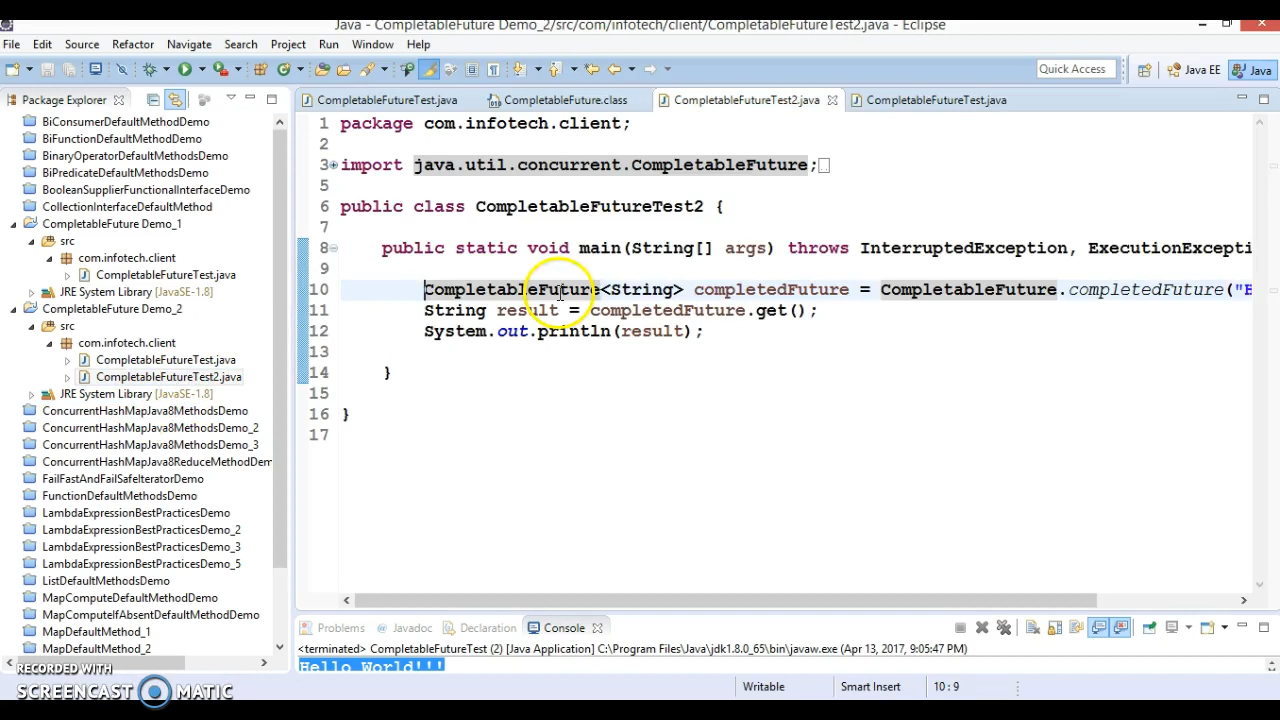 Java - CompletableFuture Demo_2/src/com/infotech/client/CompletableFutureTest2.java - Eclipse
File Edit Source Refactor Navigate Search Project Run Window Help
Quick Access Java EE Java
Package Explorer
CompletableFutureTest.java CompletableFuture.class CompletableFutureTest2.java CompletableFutureTest.java
BiConsumerDefaultMethodDemo
BiFunctionDefaultMethodDemo
BinaryOperatorDefaultMethodsDemo
BiPredicateDefaultMethodsDemo
BooleanSupplierFunctionalInterfaceDemo
CollectionInterfaceDefaultMethod
CompletableFuture Demo_1
src
com.infotech.client
CompletableFutureTest.java
JRE System Library [JavaSE-1.8]
CompletableFuture Demo_2
src
com.infotech.client
CompletableFutureTest.java
CompletableFutureTest2.java
JRE System Library [JavaSE-1.8]
ConcurrentHashMapJava8MethodsDemo
ConcurrentHashMapJava8MethodsDemo_2
ConcurrentHashMapJava8MethodsDemo_3
ConcurrentHashMapJava8ReduceMethodDem
FailFastAndFailSafeIteratorDemo
FunctionDefaultMethodsDemo
LambdaExpressionBestPracticesDemo
LambdaExpressionBestPracticesDemo_2
LambdaExpressionBestPracticesDemo_3
LambdaExpressionBestPracticesDemo_5
ListDefaultMethodsDemo
MapComputeDefaultMethodDemo
MapComputeIfAbsentDefaultMethodDemo
MapDefaultMethod_1
MapDefaultMethod_2
1 package com.infotech.client;
2
3 import java.util.concurrent.CompletableFuture;
5
6 public class CompletableFutureTest2 {
7
8 public static void main(String[] args) throws InterruptedException, ExecutionExcepti
9
10 CompletableFuture<String> completedFuture = CompletableFuture.completedFuture("E
11 String result = completedFuture.get();
12 System.out.println(result);
13
14 }
15
16 }
17
Problems Javadoc Declaration Console
<terminated> CompletableFutureTest (2) [Java Application] C:\Program Files\Java\jdk1.8.0_65\bin\javaw.exe (Apr 13, 2017, 9:05:47 PM)
Hello World!!!
Writable Smart Insert 10 : 9
RECORDED WITH
SCREENCAST MATIC